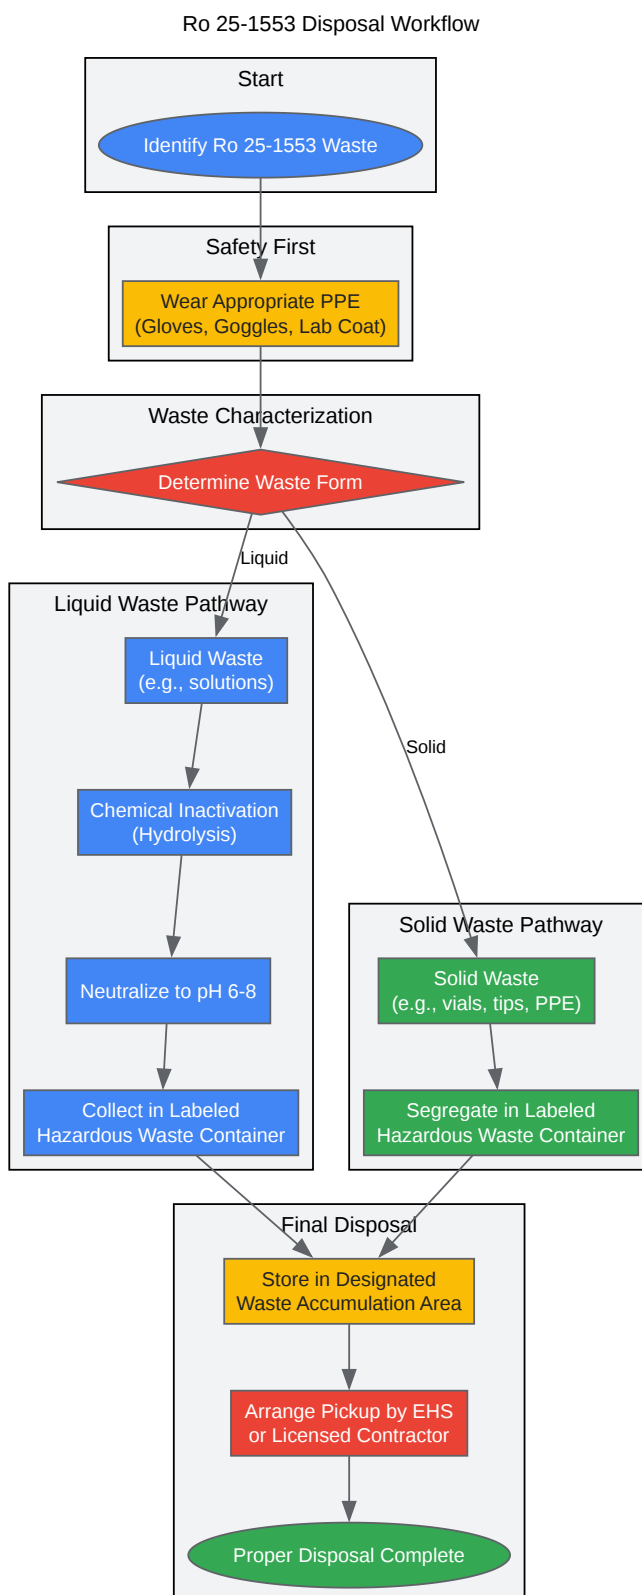 Ro 25-1553 Disposal Workflow
Start
Identify Ro 25-1553 Waste
Safety First
Wear Appropriate PPE
(Gloves, Goggles, Lab Coat)
Waste Characterization
Determine Waste Form
Liquid
Liquid Waste Pathway
Liquid Waste
(e.g., solutions)
Solid
Chemical Inactivation
(Hydrolysis)
Neutralize to pH 6-8
Collect in Labeled
Hazardous Waste Container
Solid Waste Pathway
Solid Waste
(e.g., vials, tips, PPE)
Segregate in Labeled
Hazardous Waste Container
Final Disposal
Store in Designated
Waste Accumulation Area
Arrange Pickup by EHS
or Licensed Contractor
Proper Disposal Complete